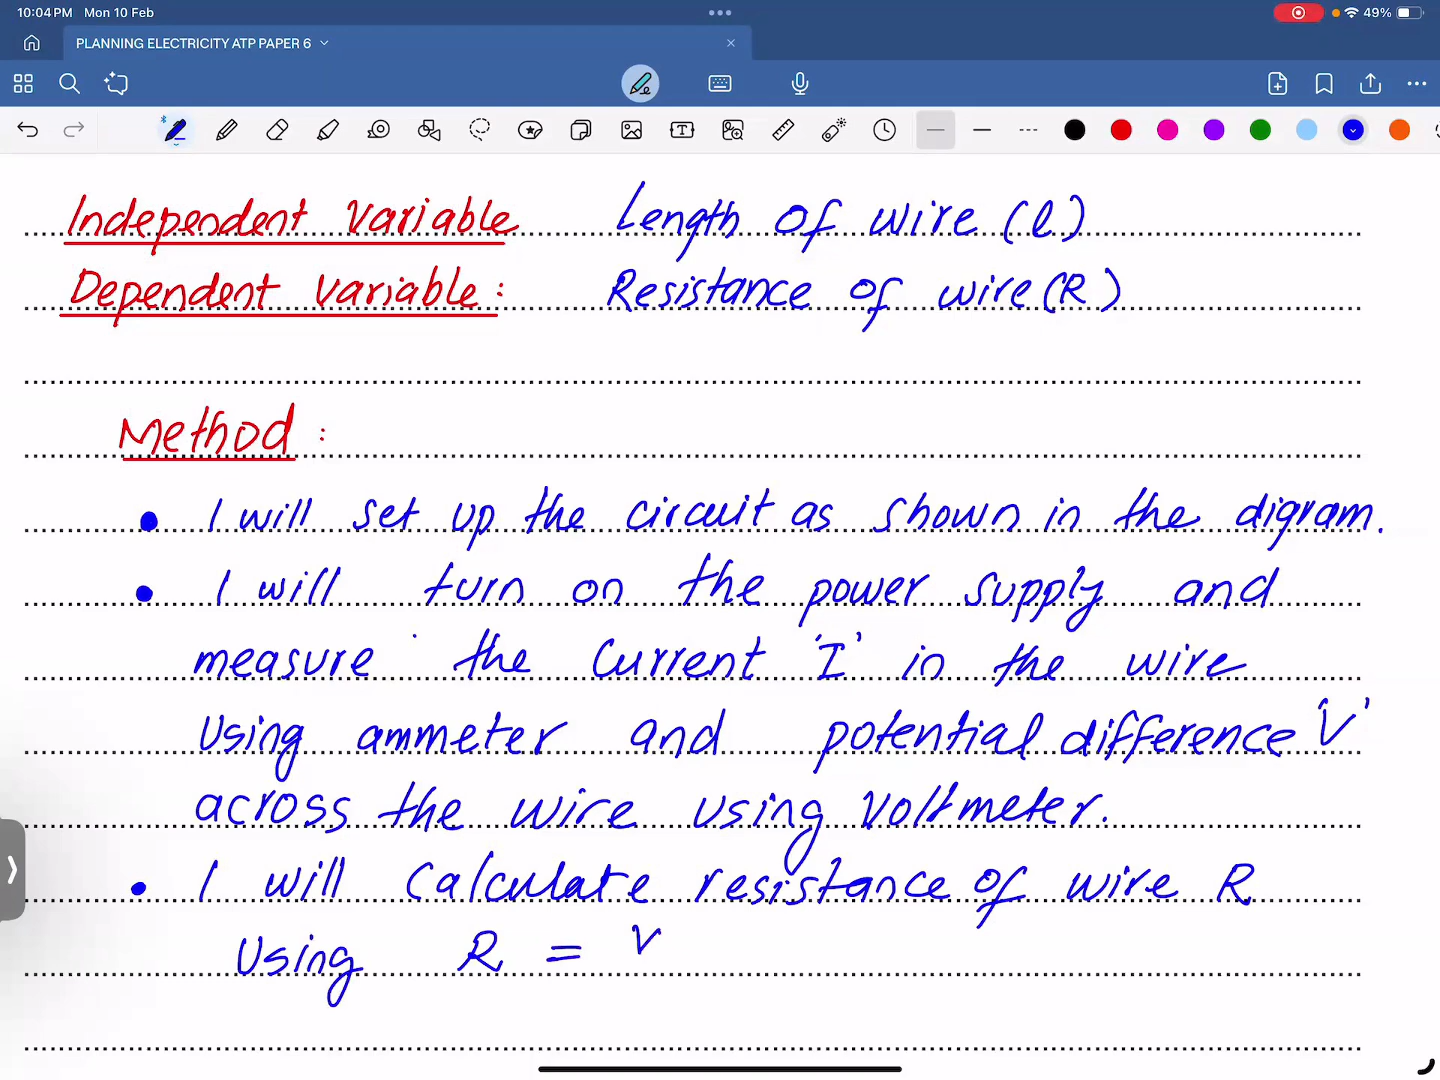 10:04 PM Mon 10 Feb
49%
PLANNING ELECTRICITY ATP PAPER 6
Independent Variable Length of wire (l)
Dependent Variable: Resistance of wire (R)
Method :
• I will set up the circuit as shown in the digram.
• I will turn on the power supply and
measure the current 'I' in the wire
Using ammeter and potential difference 'V'
across the wire using Voltmeter.
• I will calculate resistance of wire R
Using R = V